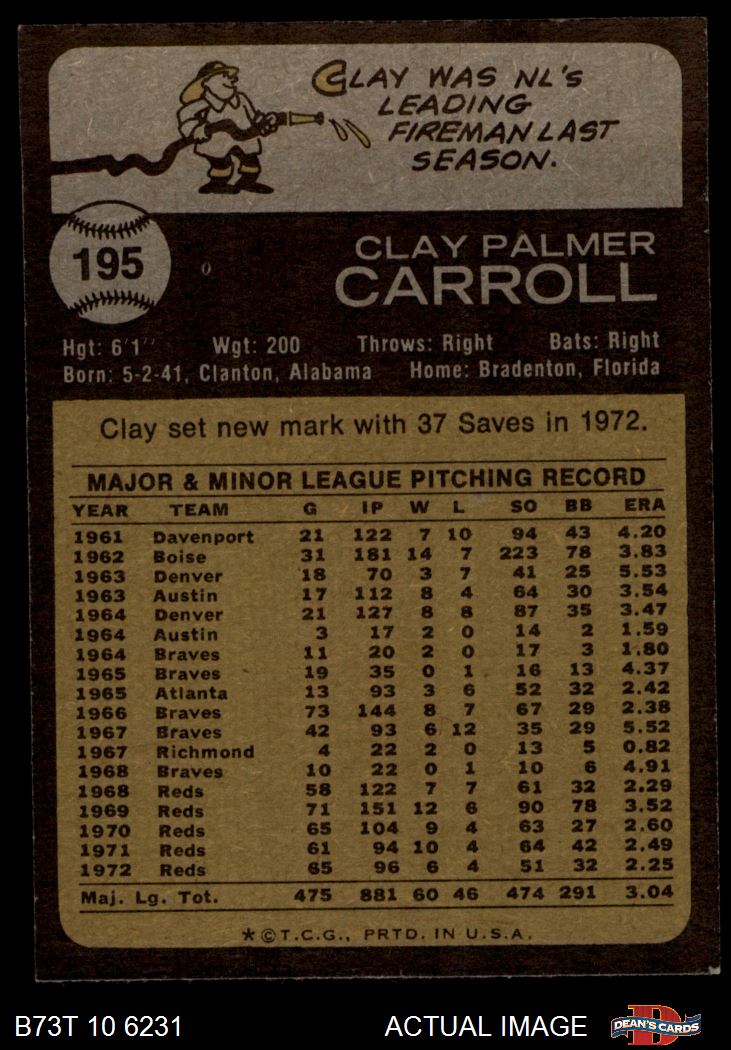 CLAY WAS NL'S
LEADING
FIREMAN LAST
SEASON.
195
CLAY PALMER
CARROLL
Hgt: 6'1" Wgt: 200 Throws: Right Bats: Right
Born: 5-2-41, Clanton, Alabama Home: Bradenton, Florida
Clay set new mark with 37 Saves in 1972.
MAJOR & MINOR LEAGUE PITCHING RECORD
YEAR TEAM G IP W L SO BB ERA
1961 Davenport 21 122 7 10 94 43 4.20
1962 Boise 31 181 14 7 223 78 3.83
1963 Denver 18 70 3 7 41 25 5.53
1963 Austin 17 112 8 4 64 30 3.54
1964 Denver 21 127 8 8 87 35 3.47
1964 Austin 3 17 2 0 14 2 1.59
1964 Braves 11 20 2 0 17 3 1.80
1965 Braves 19 35 0 1 16 13 4.37
1965 Atlanta 13 93 3 6 52 32 2.42
1966 Braves 73 144 8 7 67 29 2.38
1967 Braves 42 93 6 12 35 29 5.52
1967 Richmond 4 22 2 0 13 5 0.82
1968 Braves 10 22 0 1 10 6 4.91
1968 Reds 58 122 7 7 61 32 2.29
1969 Reds 71 151 12 6 90 78 3.52
1970 Reds 65 104 9 4 63 27 2.60
1971 Reds 61 94 10 4 64 42 2.49
1972 Reds 65 96 6 4 51 32 2.25
Maj. Lg. Tot. 475 881 60 46 474 291 3.04
*©T.C.G., PRTD. IN U.S.A.
B73T 10 6231 ACTUAL IMAGE D DEAN'S CARDS